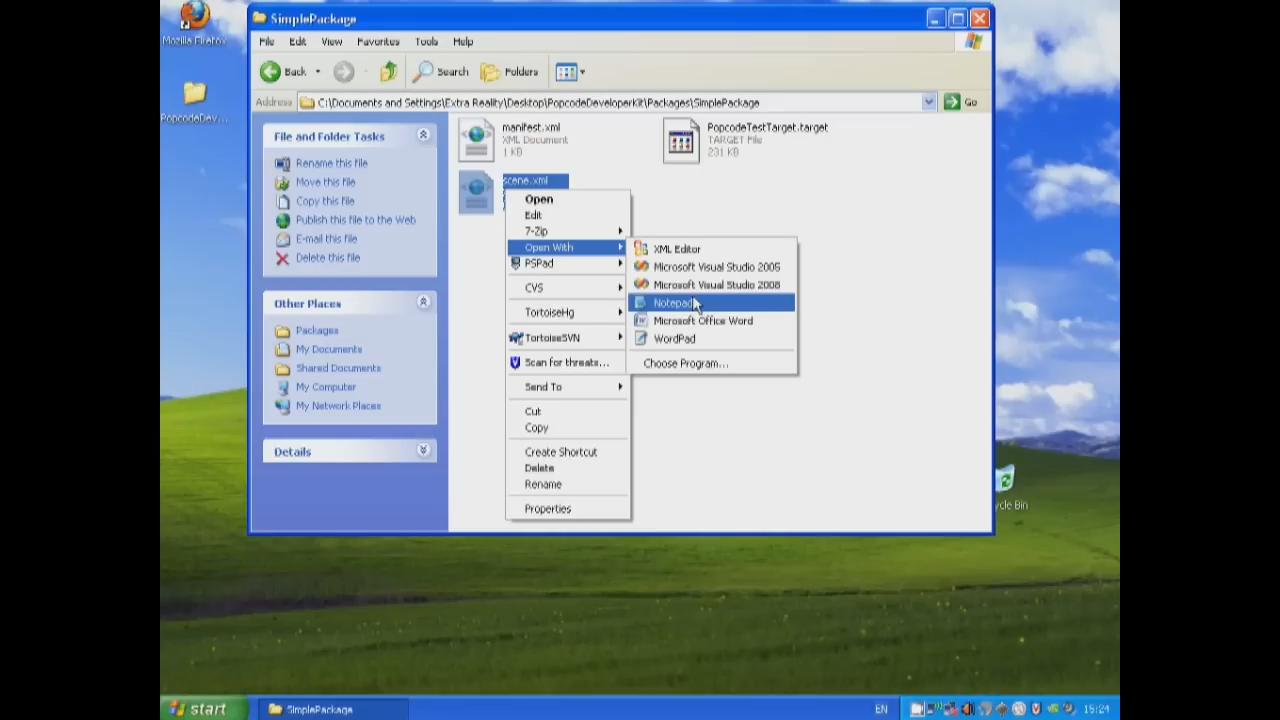 Mozilla Firefox
PopcodeDev...
SimplePackage
File Edit View Favorites Tools Help
Back Search Folders
Address C:\Documents and Settings\Extra Reality\Desktop\PopcodeDeveloperKit\Packages\SimplePackage Go
File and Folder Tasks
Rename this file
Move this file
Copy this file
Publish this file to the Web
E-mail this file
Delete this file
Other Places
Packages
My Documents
Shared Documents
My Computer
My Network Places
Details
manifest.xml
XML Document
1 KB
PopcodeTestTarget.target
TARGET File
231 KB
scene.xml
Open
Edit
7-Zip
Open With
PSPad
CVS
TortoiseHg
TortoiseSVN
Scan for threats...
Send To
Cut
Copy
Create Shortcut
Delete
Rename
Properties
XML Editor
Microsoft Visual Studio 2005
Microsoft Visual Studio 2008
Notepad
Microsoft Office Word
WordPad
Choose Program...
cycle Bin
start SimplePackage EN 15:24